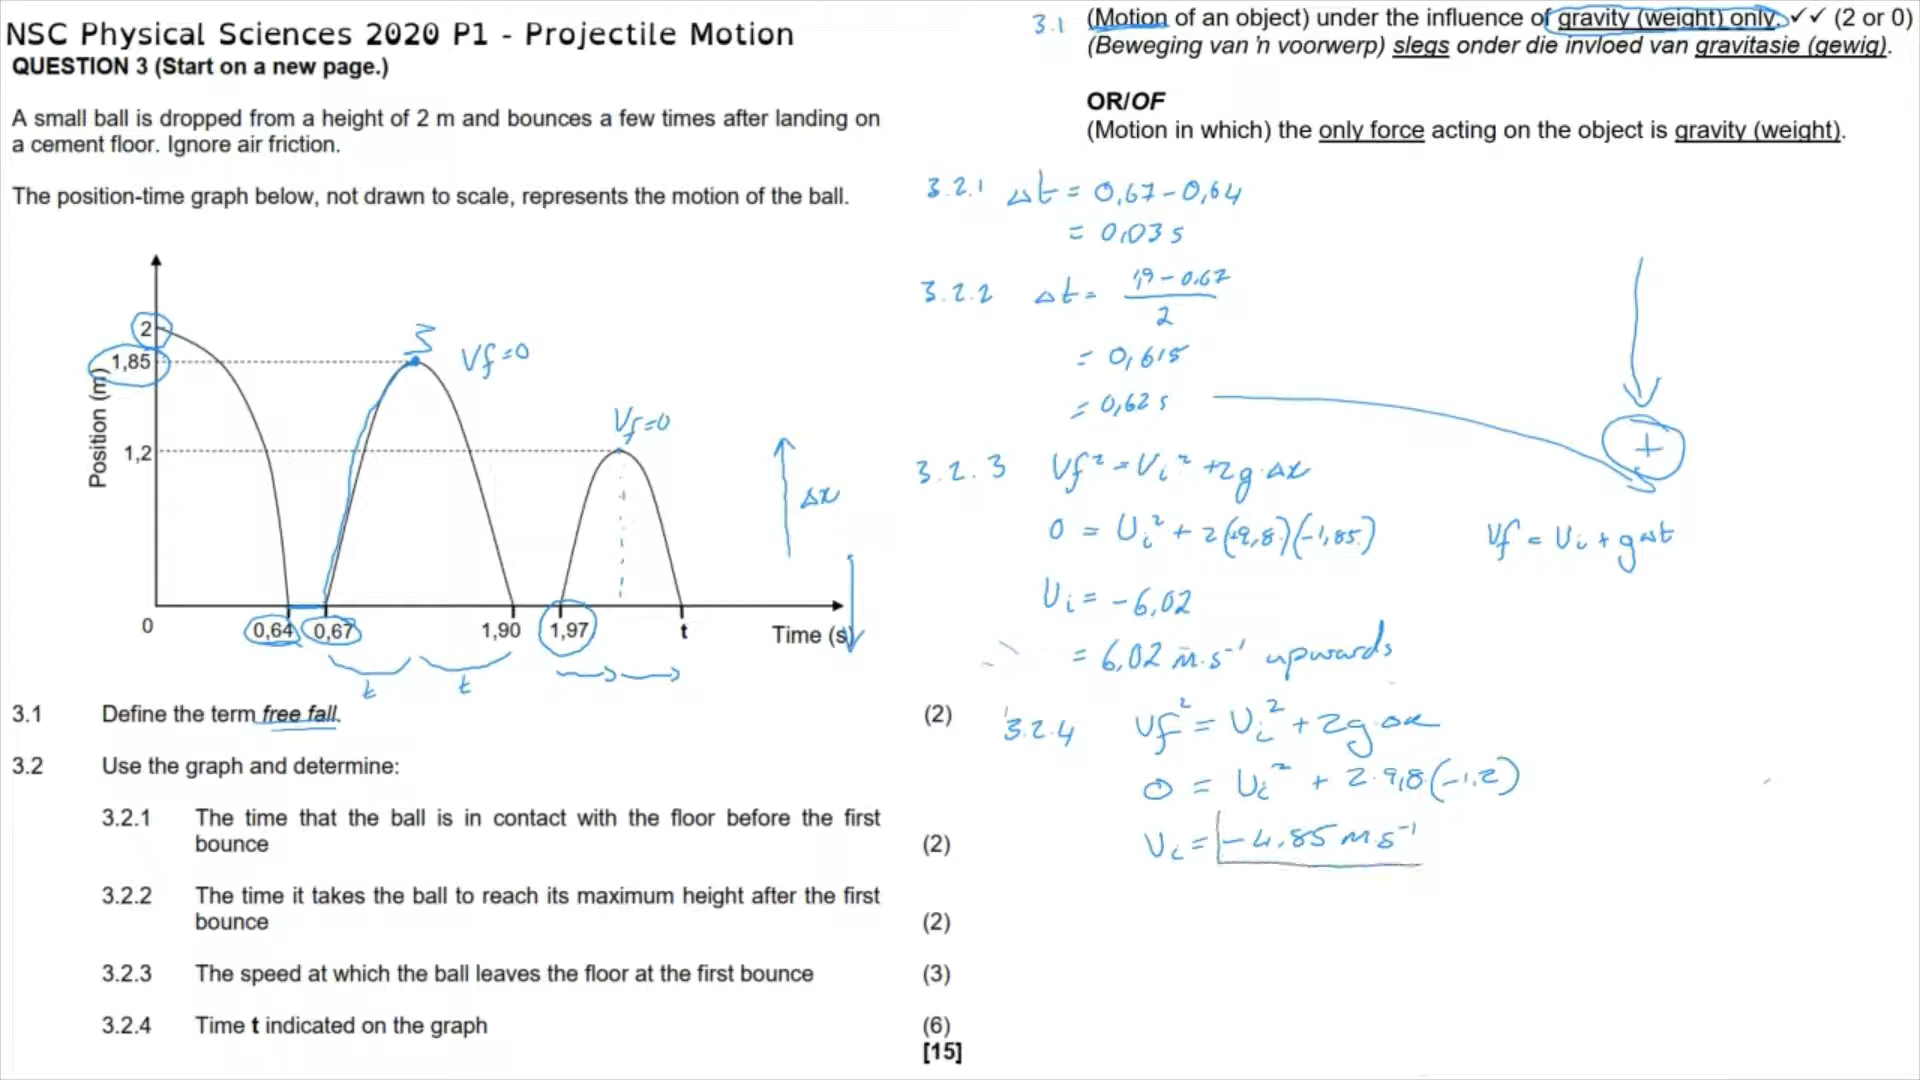 NSC Physical Sciences 2020 P1 - Projectile Motion
QUESTION 3 (Start on a new page.)
A small ball is dropped from a height of 2 m and bounces a few times after landing on
a cement floor. Ignore air friction.
The position-time graph below, not drawn to scale, represents the motion of the ball.
Position (m)
2
1,85
1,2
0
0,64
0,67
1,90
1,97
t
Time (s)
Vf=0
Vf=0
Δx
t
t
3.1 Define the term free fall. (2)
3.2 Use the graph and determine:
3.2.1 The time that the ball is in contact with the floor before the first
bounce (2)
3.2.2 The time it takes the ball to reach its maximum height after the first
bounce (2)
3.2.3 The speed at which the ball leaves the floor at the first bounce (3)
3.2.4 Time t indicated on the graph (6)
[15]
3.1 (Motion of an object) under the influence of gravity (weight) only. ✓✓ (2 or 0)
(Beweging van 'n voorwerp) slegs onder die invloed van gravitasie (gewig).
OR/OF
(Motion in which) the only force acting on the object is gravity (weight).
3.2.1 Δt = 0,67-0,64
= 0,03 s
3.2.2 Δt = 1,9-0.67
2
= 0,615
= 0,62 s
+
3.2.3 Vf² = Vi² + 2g·Δx
0 = Vi² + 2(+9,8)(-1,85)
Vf = Vi + gΔt
Vi = -6,02
= 6,02 m·s⁻¹ upwards
3.2.4 Vf² = Vi² + 2gΔx
0 = Vi² + 2·9,8(-1,2)
Vi = -4,85 m s⁻¹